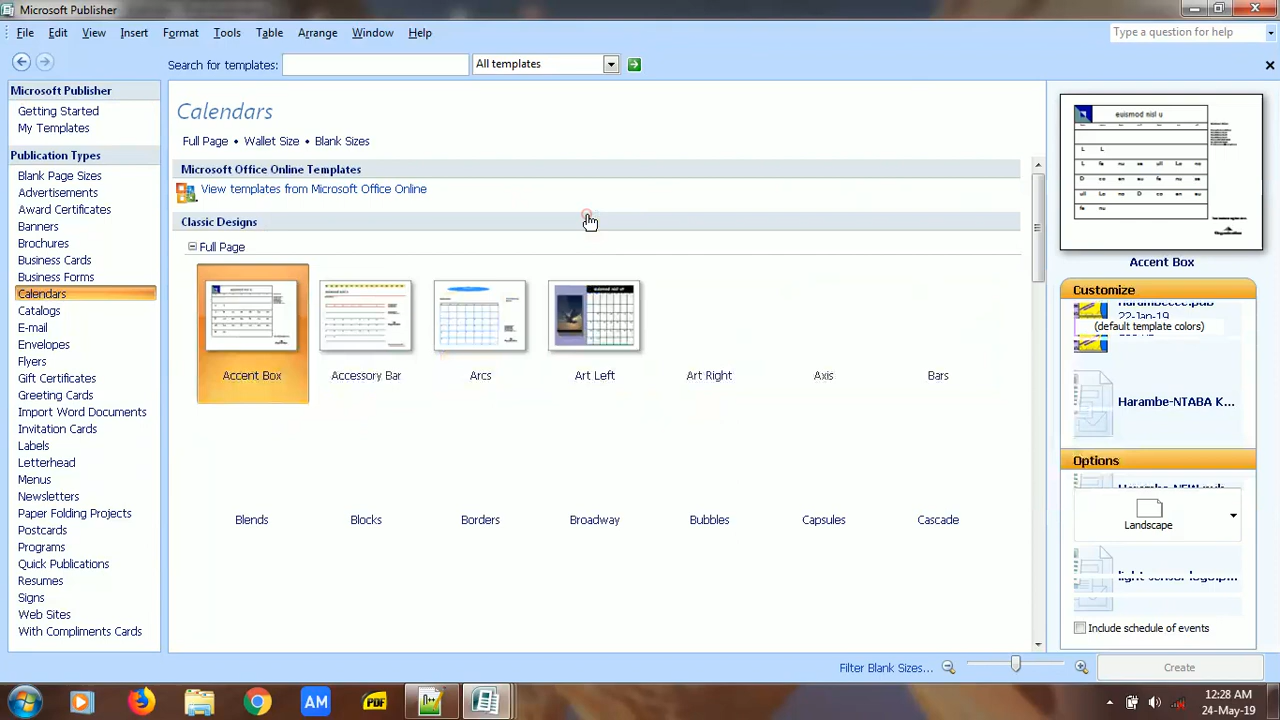 Microsoft Publisher
File Edit View Insert Format Tools Table Arrange Window Help
Type a question for help
Search for templates: All templates
Microsoft Publisher
Getting Started
My Templates
Publication Types
Blank Page Sizes
Advertisements
Award Certificates
Banners
Brochures
Business Cards
Business Forms
Calendars
Catalogs
E-mail
Envelopes
Flyers
Gift Certificates
Greeting Cards
Import Word Documents
Invitation Cards
Labels
Letterhead
Menus
Newsletters
Paper Folding Projects
Postcards
Programs
Quick Publications
Resumes
Signs
Web Sites
With Compliments Cards
Calendars
Full Page • Wallet Size • Blank Sizes
Microsoft Office Online Templates
View templates from Microsoft Office Online
Classic Designs
Full Page
Accent Box Accessory Bar Arcs Art Left Art Right Axis Bars
Blends Blocks Borders Broadway Bubbles Capsules Cascade
euismod nisl u
Accent Box
Customize
22-Jan-19
(default template colors)
Harambe-NTABA K...
Options
Landscape
Include schedule of events
Filter Blank Sizes...
Create
AM
PDF
12:28 AM
24-May-19